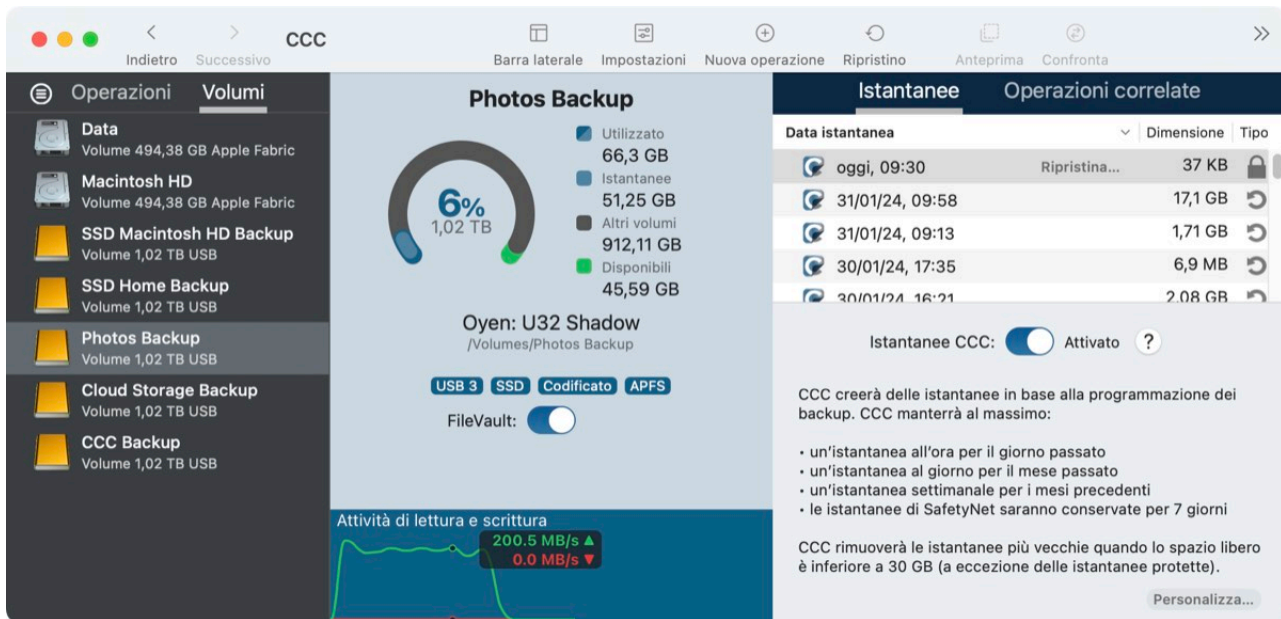 Indietro
Successivo
CCC
Barra laterale
Impostazioni
Nuova operazione
Ripristino
Anteprima
Confronta
Operazioni
Volumi
Data
Volume 494,38 GB Apple Fabric
Macintosh HD
Volume 494,38 GB Apple Fabric
SSD Macintosh HD Backup
Volume 1,02 TB USB
SSD Home Backup
Volume 1,02 TB USB
Photos Backup
Volume 1,02 TB USB
Cloud Storage Backup
Volume 1,02 TB USB
CCC Backup
Volume 1,02 TB USB
Photos Backup
6%
1,02 TB
Utilizzato
66,3 GB
Istantanee
51,25 GB
Altri volumi
912,11 GB
Disponibili
45,59 GB
Oyen: U32 Shadow
/Volumes/Photos Backup
USB 3 SSD Codificato APFS
FileVault:
Attività di lettura e scrittura
200.5 MB/s
0.0 MB/s
Istantanee
Operazioni correlate
Data istantanea Dimensione Tipo
oggi, 09:30 Ripristina... 37 KB
31/01/24, 09:58 17,1 GB
31/01/24, 09:13 1,71 GB
30/01/24, 17:35 6,9 MB
30/01/24, 16:21 2,08 GB
Istantanee CCC: Attivato ?
CCC creerà delle istantanee in base alla programmazione dei
backup. CCC manterrà al massimo:
• un'istantanea all'ora per il giorno passato
• un'istantanea al giorno per il mese passato
• un'istantanea settimanale per i mesi precedenti
• le istantanee di SafetyNet saranno conservate per 7 giorni
CCC rimuoverà le istantanee più vecchie quando lo spazio libero
è inferiore a 30 GB (a eccezione delle istantanee protette).
Personalizza...